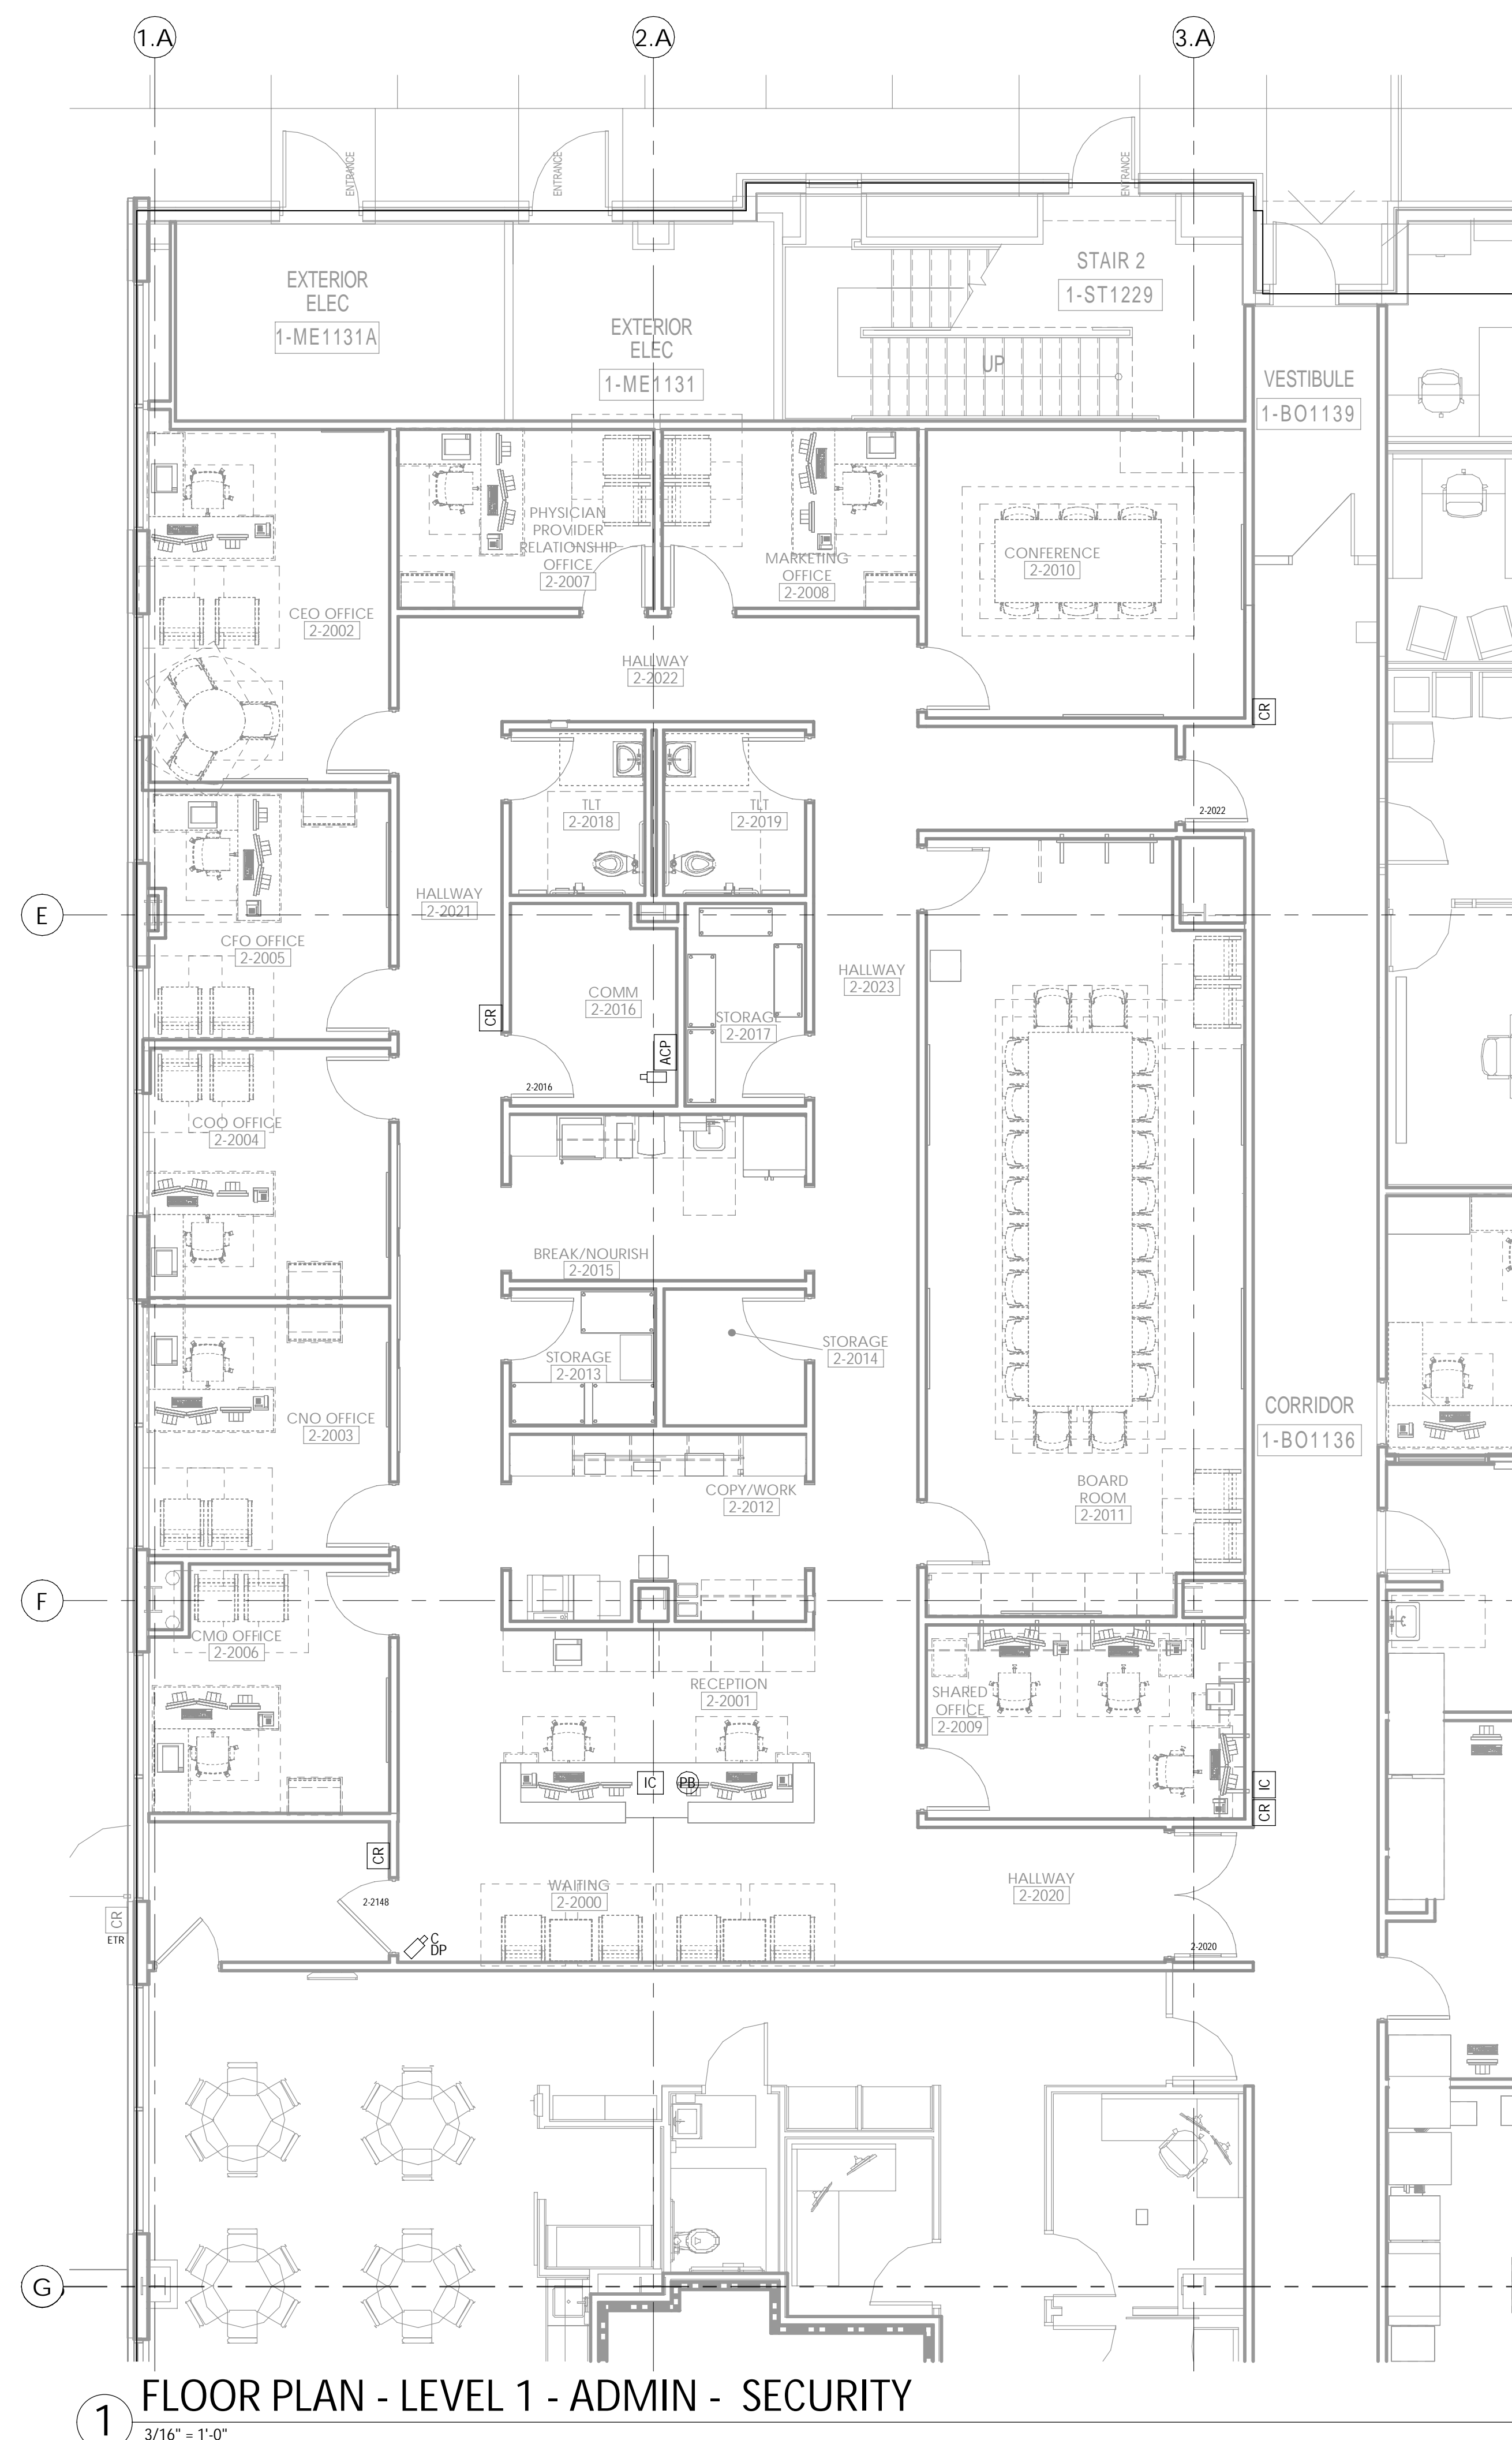 1.A
2.A
3.A
ENTRANCE
ENTRANCE
ENTRANCE
EXTERIOR
ELEC
1-ME1131A
EXTERIOR
ELEC
1-ME1131
STAIR 2
1-ST1229
UP
VESTIBULE
1-BO1139
PHYSICIAN
PROVIDER
RELATIONSHIP
OFFICE
2-2007
MARKETING
OFFICE
2-2008
CONFERENCE
2-2010
CEO OFFICE
2-2002
HALLWAY
2-2022
CR
TLT
2-2018
TLT
2-2019
2-2022
HALLWAY
2-2021
E
CFO OFFICE
2-2005
HALLWAY
2-2023
COMM
2-2016
CR
STORAGE
2-2017
ACP
2-2016
COO OFFICE
2-2004
BREAK/NOURISH
2-2015
STORAGE
2-2014
STORAGE
2-2013
CNO OFFICE
2-2003
CORRIDOR
1-BO1136
COPY/WORK
2-2012
BOARD
ROOM
2-2011
F
CMO OFFICE
2-2006
RECEPTION
2-2001
SHARED
OFFICE
2-2009
IC
PB
IC
CR
CR
HALLWAY
2-2020
WAITING
2-2000
2-2148
CR
ETR
C
DP
2-2020
G
1
FLOOR PLAN - LEVEL 1 - ADMIN - SECURITY
3/16" = 1'-0"